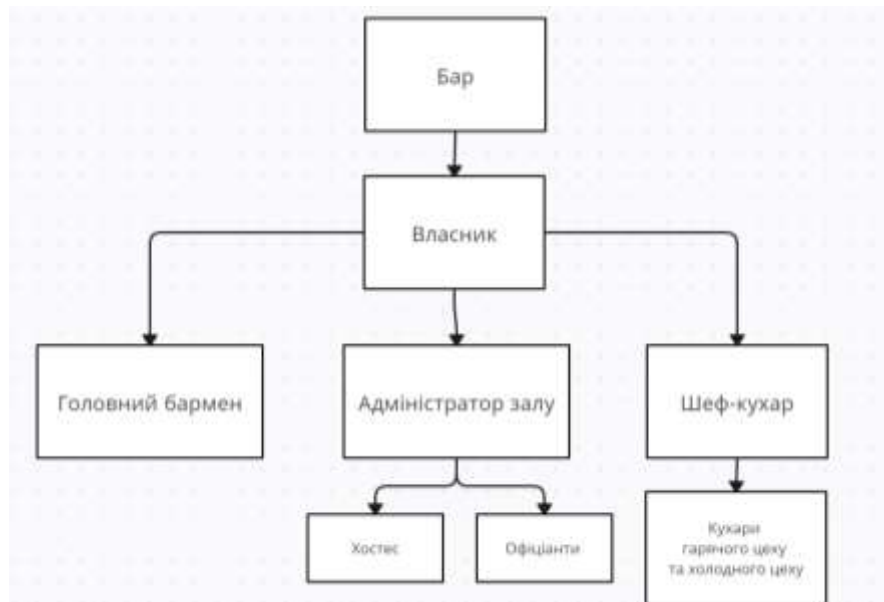 Бар
Власник
Головний бармен
Адміністратор залу
Шеф-кухар
Хостес
Офіціанти
Кухари
гарячого цеху
та холодного цеху